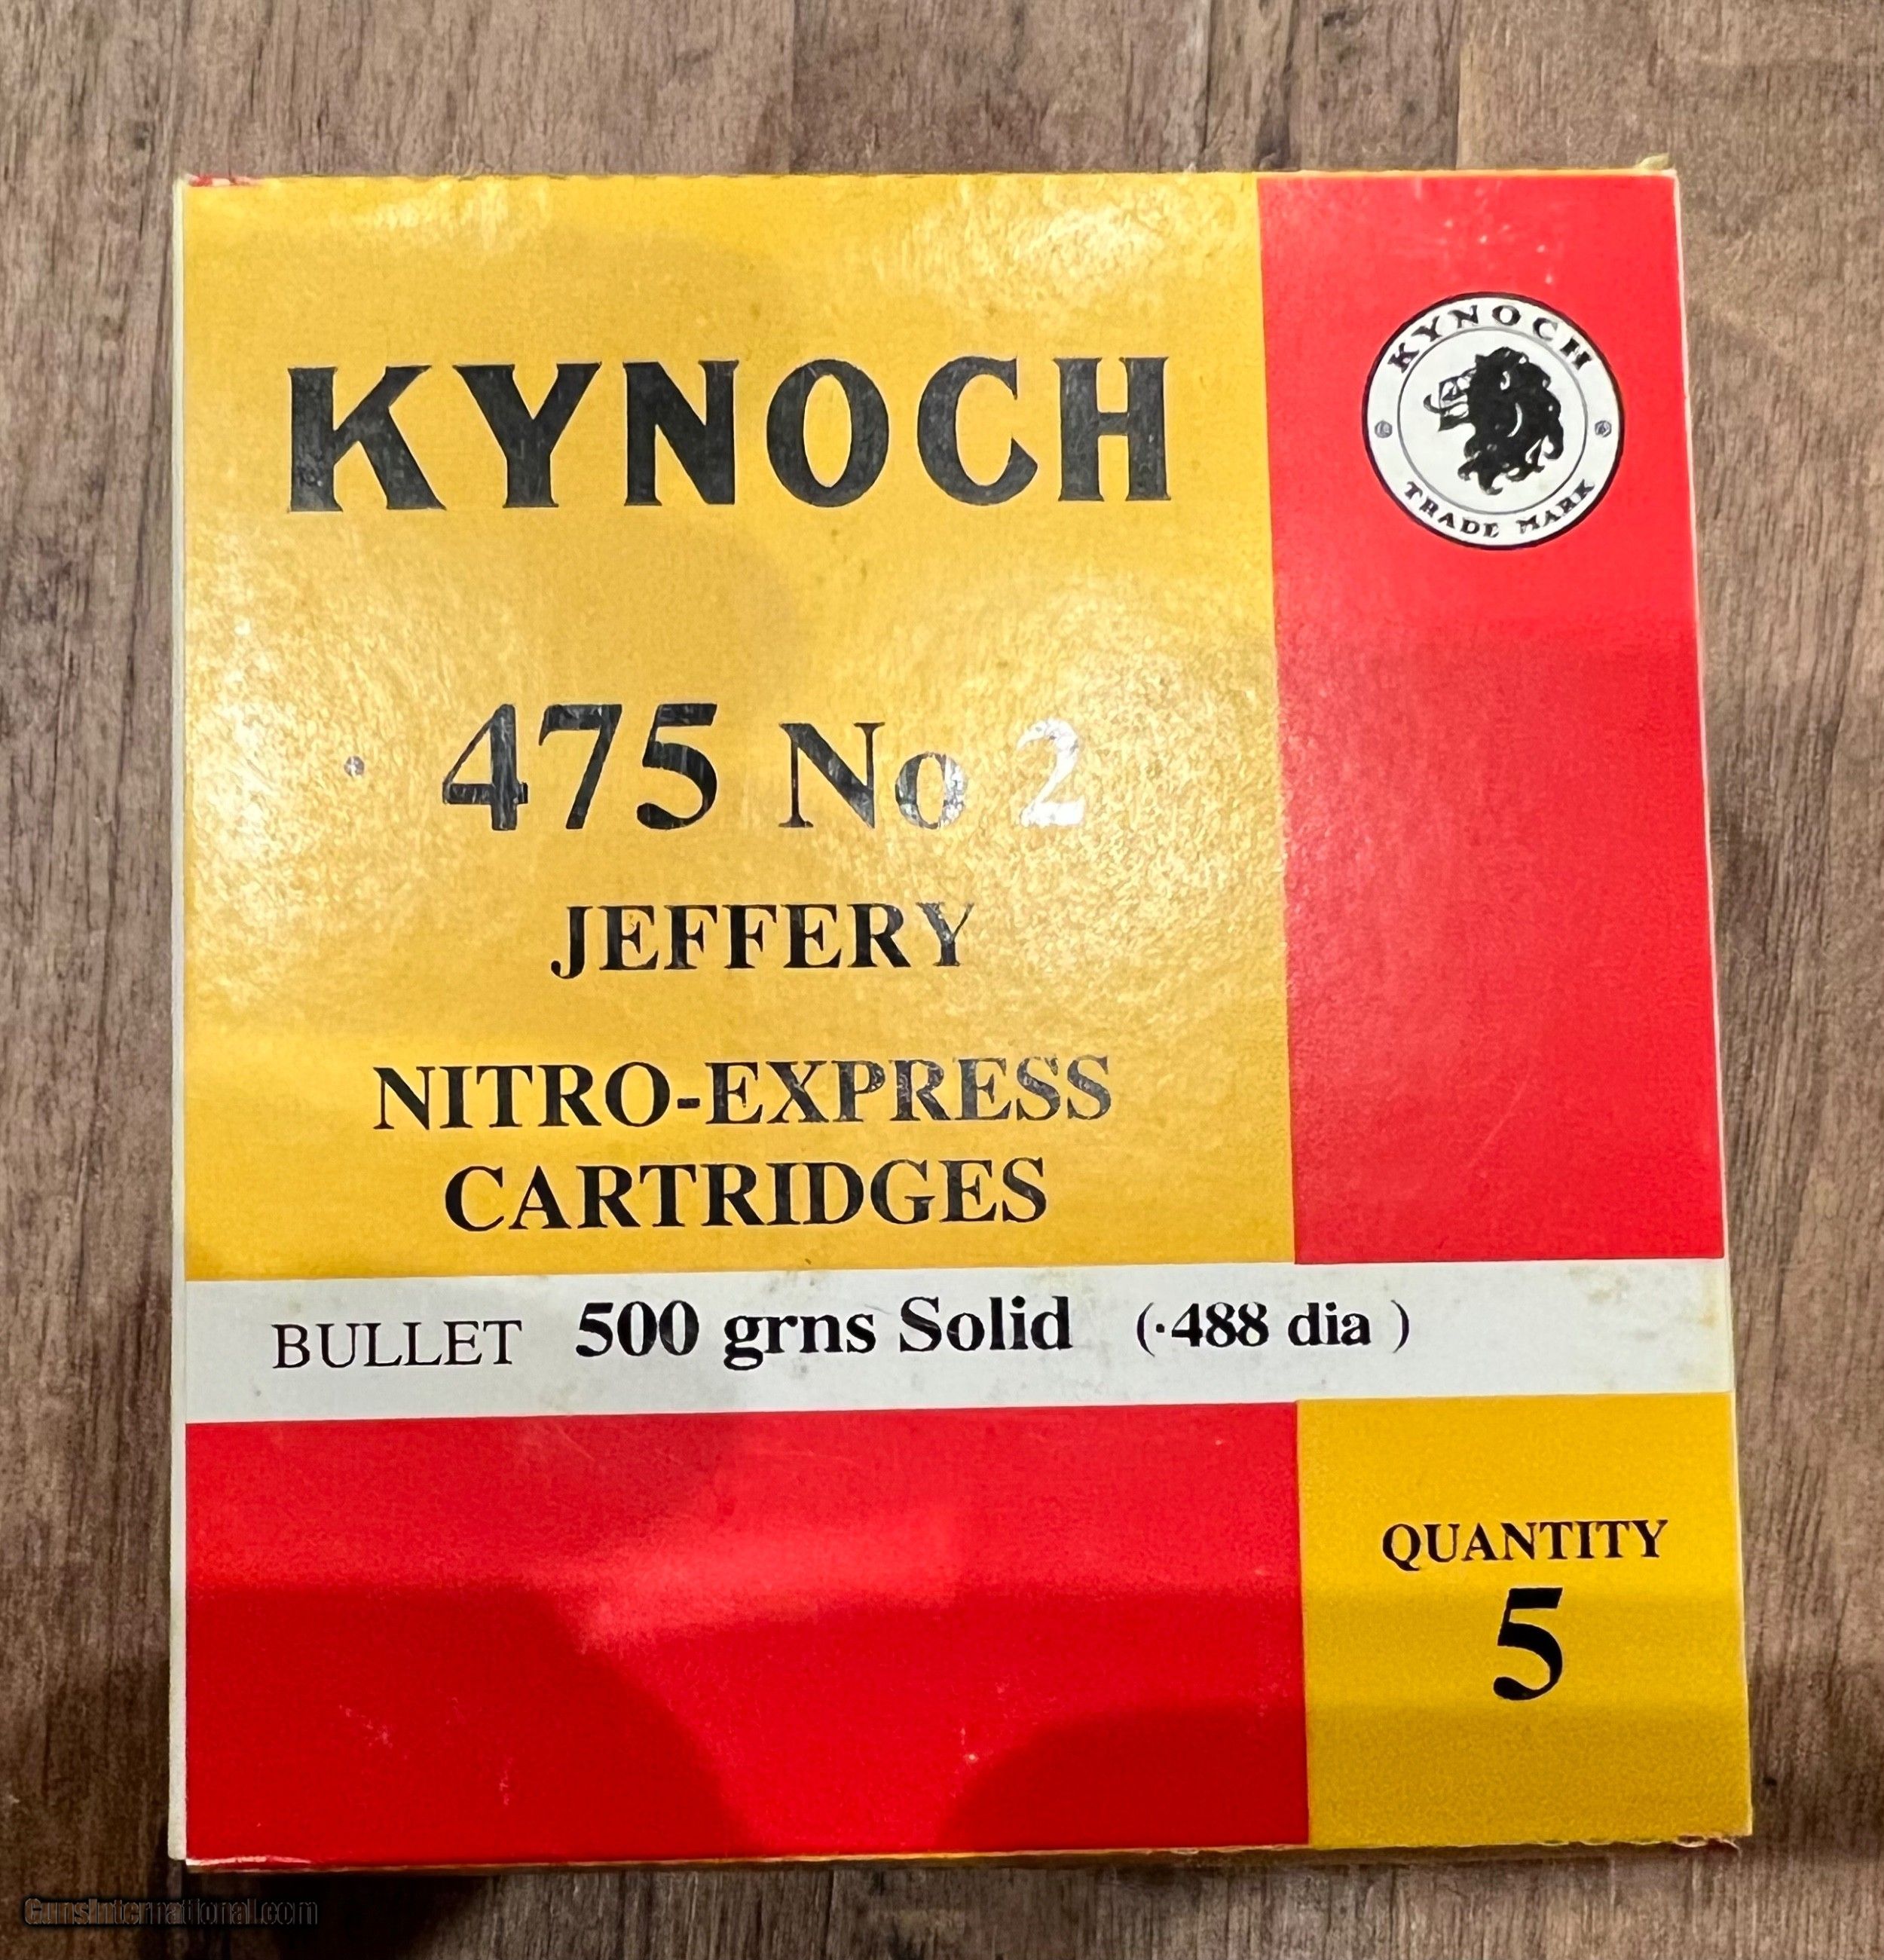 KYNOCH
KYNOCH
TRADE MARK
475 No 2
JEFFERY
NITRO-EXPRESS
CARTRIDGES
BULLET 500 grns Solid (·488 dia )
QUANTITY
5
GunsInternational.com